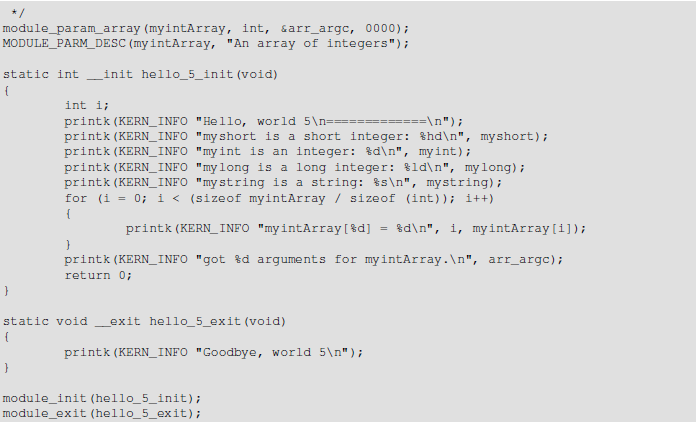 */
module_param_array(myintArray, int, &arr_argc, 0000);
MODULE_PARM_DESC(myintArray, "An array of integers");

static int __init hello_5_init(void)
{
        int i;
        printk(KERN_INFO "Hello, world 5\n=============\n");
        printk(KERN_INFO "myshort is a short integer: %hd\n", myshort);
        printk(KERN_INFO "myint is an integer: %d\n", myint);
        printk(KERN_INFO "mylong is a long integer: %ld\n", mylong);
        printk(KERN_INFO "mystring is a string: %s\n", mystring);
        for (i = 0; i < (sizeof myintArray / sizeof (int)); i++)
        {
                printk(KERN_INFO "myintArray[%d] = %d\n", i, myintArray[i]);
        }
        printk(KERN_INFO "got %d arguments for myintArray.\n", arr_argc);
        return 0;
}

static void __exit hello_5_exit(void)
{
        printk(KERN_INFO "Goodbye, world 5\n");
}

module_init(hello_5_init);
module_exit(hello_5_exit);